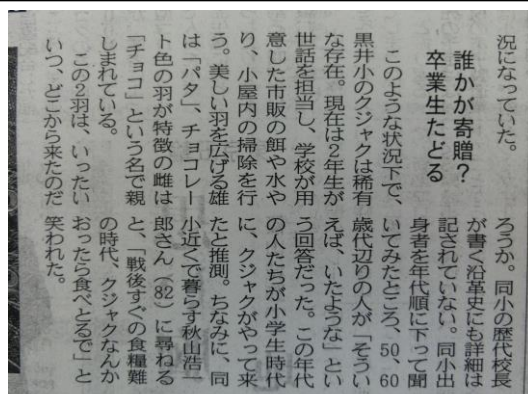 況になっていた。
誰かが寄贈?
卒業生たどる
このような状況下で、
黒井小のクジャクは稀有
な存在。現在は2年生が
世話を担当し、学校が用
意した市販の餌や水や
り、小屋内の掃除を行
う。美しい羽を広げる雄
は「パタ」、チョコレー
ト色の羽が特徴の雌は
「チョコ」という名で親
しまれている。
この2羽は、いったい
いつ、どこから来たのだ
ろうか。同小の歴代校長
が書く沿革史にも詳細は
記されていない。同小出
身者を年代順に下って聞
いてみたところ、50、60
歳代辺りの人が「そうい
えば、いたような」とい
う回答だった。この年代
の人たちが小学生時代
に、クジャクがやって来
たと推測。ちなみに、同
小近くで暮らす秋山浩一
郎さん(82)に尋ねる
と、「戦後すぐの食糧難
の時代、クジャクなんか
おったら食べとるで」と
笑われた。